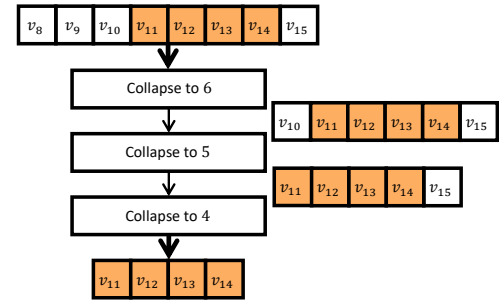 v₈ v₉ v₁₀ v₁₁ v₁₂ v₁₃ v₁₄ v₁₅
Collapse to 6
v₁₀ v₁₁ v₁₂ v₁₃ v₁₄ v₁₅
Collapse to 5
v₁₁ v₁₂ v₁₃ v₁₄ v₁₅
Collapse to 4
v₁₁ v₁₂ v₁₃ v₁₄